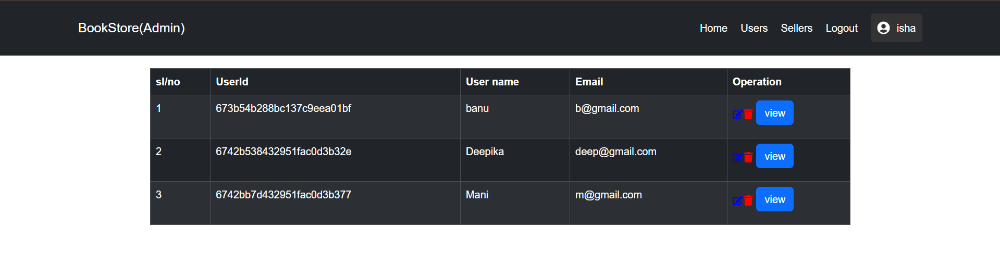 BookStore(Admin) Home Users Sellers Logout isha
sl/no UserId User name Email Operation
1 673b54b288bc137c9eea01bf banu b@gmail.com view
2 6742b538432951fac0d3b32e Deepika deep@gmail.com view
3 6742bb7d432951fac0d3b377 Mani m@gmail.com view